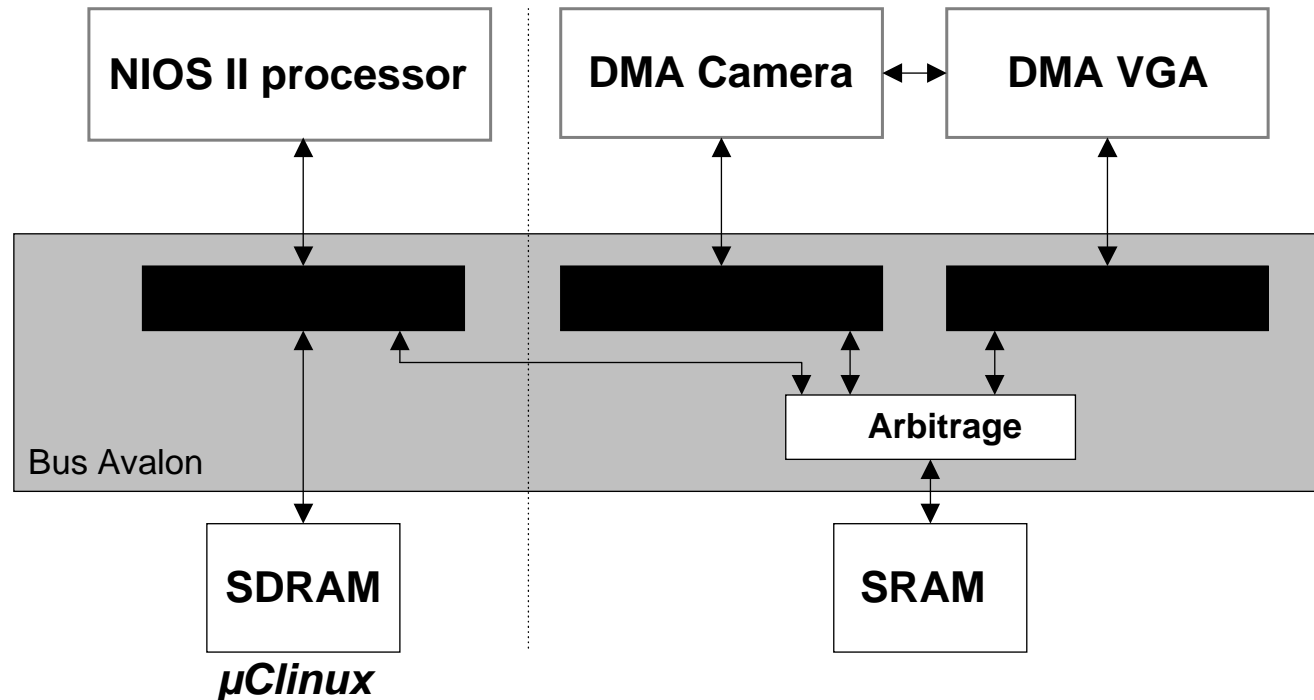 NIOS II processor
DMA Camera
DMA VGA
Arbitrage
Bus Avalon
SDRAM
SRAM
µClinux